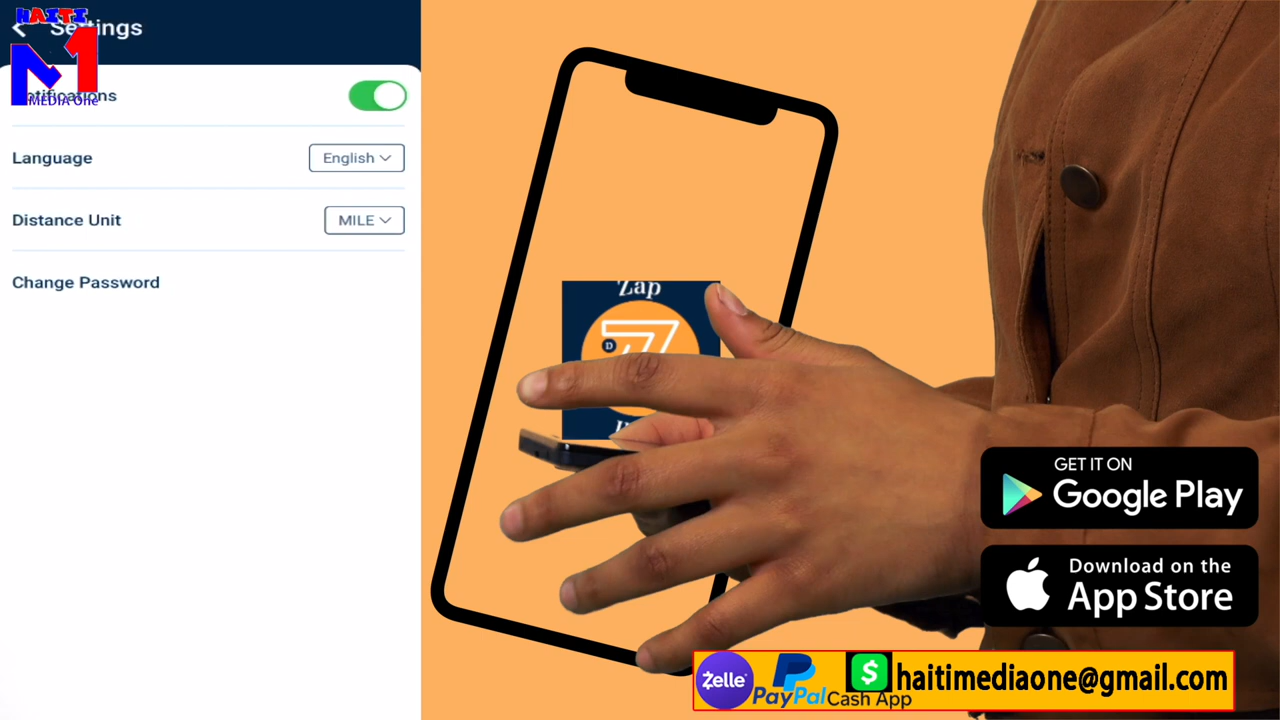 HAITI
Settings
M1
MEDIA One
Notifications
Language
English
Distance Unit
MILE
Change Password
Zap
D
GET IT ON
Google Play
Download on the
App Store
Zelle
PayPal
$
Cash App
haitimediaone@gmail.com